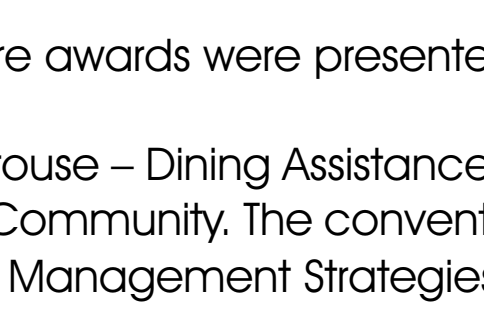 re awards were presente
rouse – Dining Assistance
Community. The convent
Management Strategies